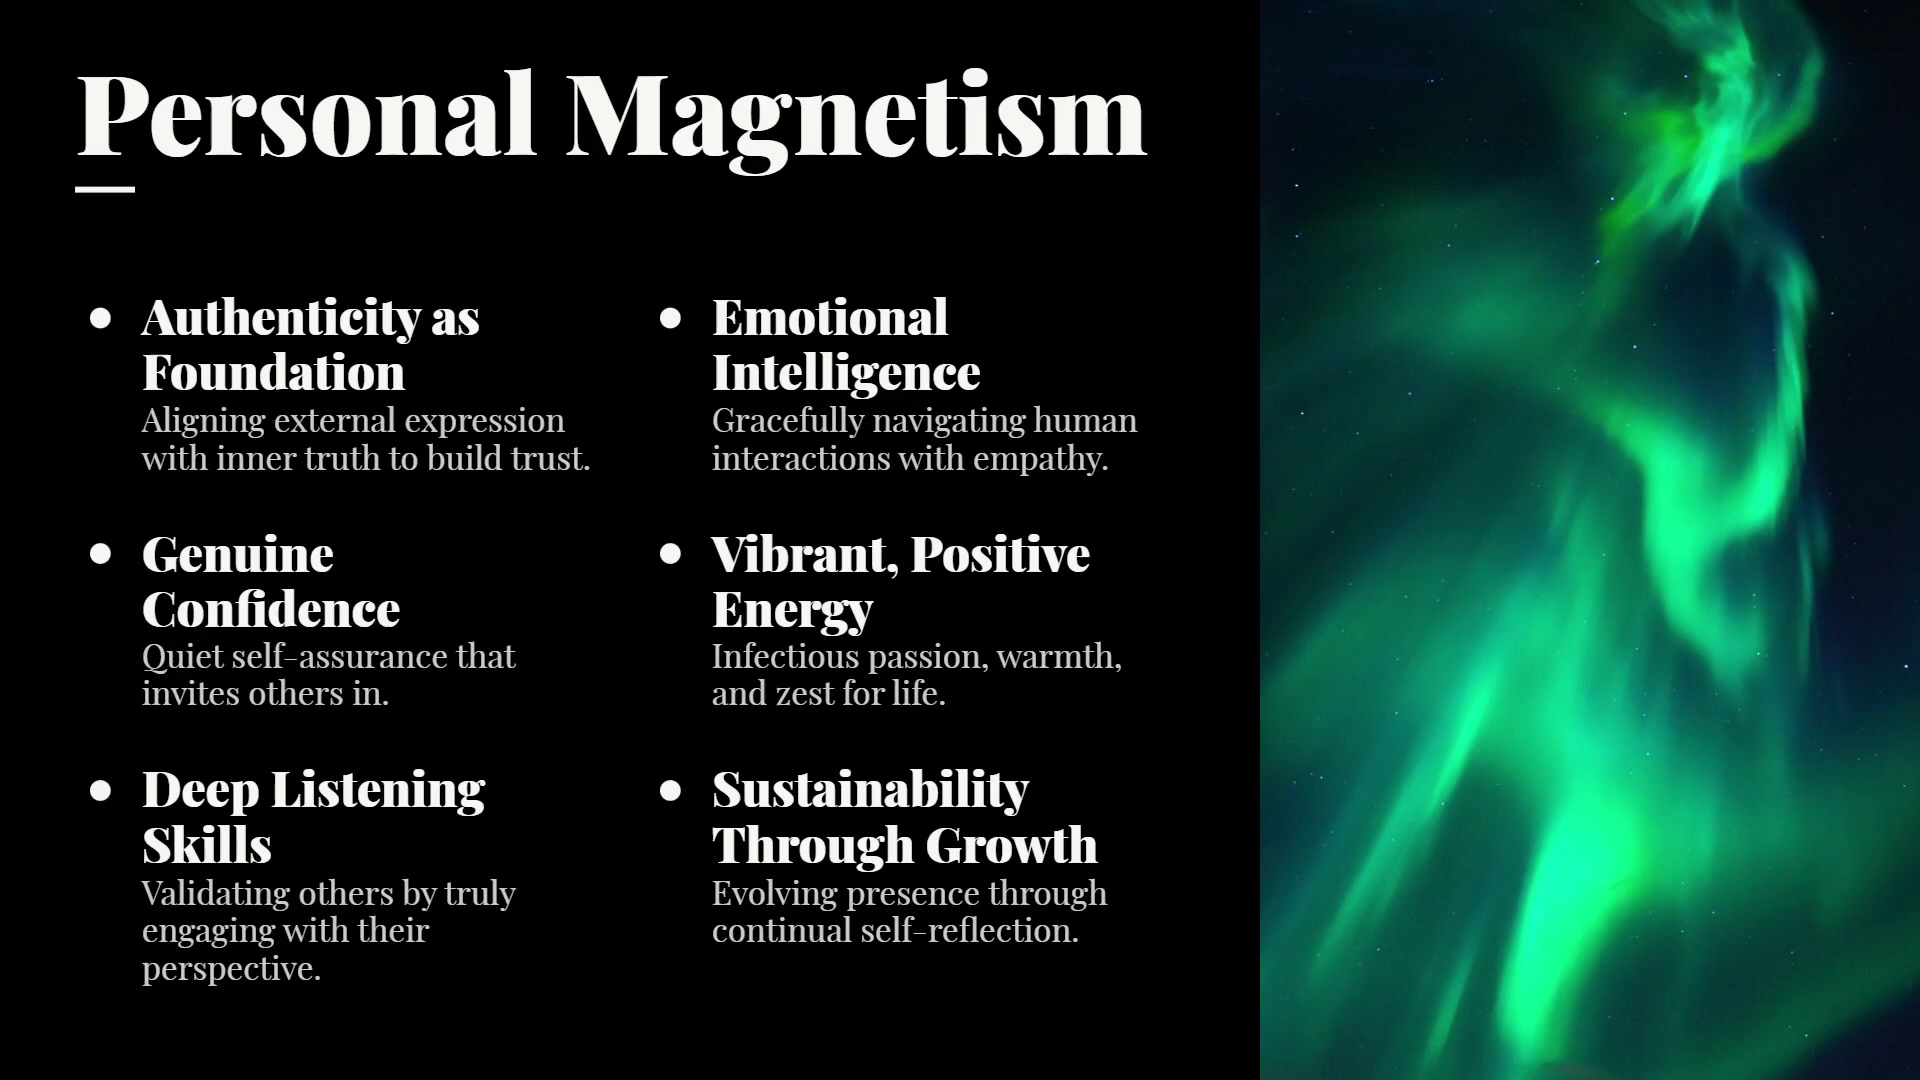 Personal Magnetism
Authenticity as
Foundation
Aligning external expression
with inner truth to build trust.
Genuine
Confidence
Quiet self-assurance that
invites others in.
Deep Listening
Skills
Validating others by truly
engaging with their
perspective.
Emotional
Intelligence
Gracefully navigating human
interactions with empathy.
Vibrant, Positive
Energy
Infectious passion, warmth,
and zest for life.
Sustainability
Through Growth
Evolving presence through
continual self-reflection.